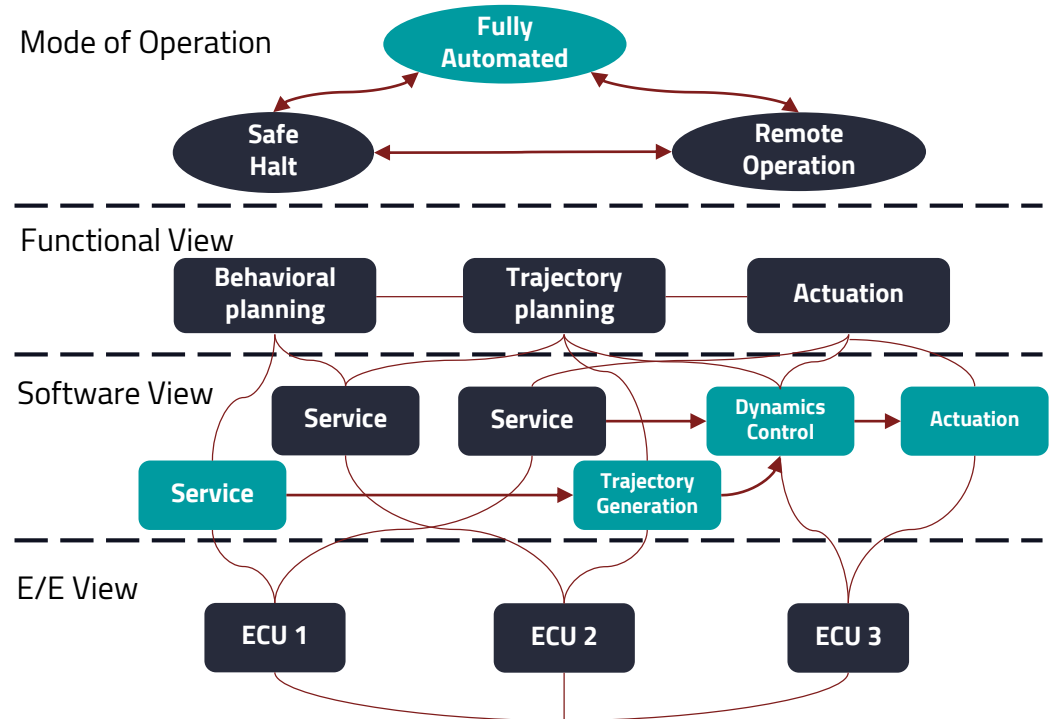 Mode of Operation
Fully
Automated
Safe
Halt
Remote
Operation
Functional View
Behavioral
planning
Trajectory
planning
Actuation
Software View
Service
Service
Dynamics
Control
Actuation
Service
Trajectory
Generation
E/E View
ECU 1
ECU 2
ECU 3